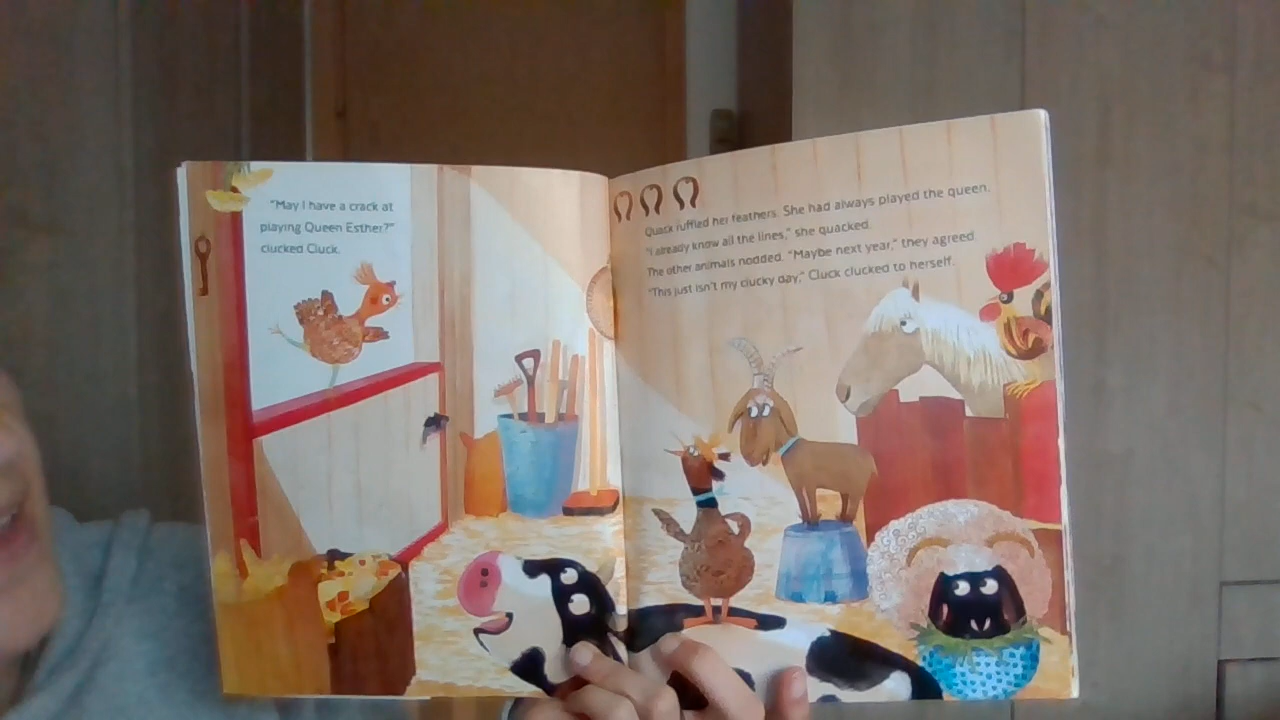 "May I have a crack at
playing Queen Esther?"
clucked Cluck.
Quack ruffled her feathers. She had always played the queen.
"I already know all the lines," she quacked.
The other animals nodded. "Maybe next year," they agreed.
"This just isn't my clucky day," Cluck clucked to herself.